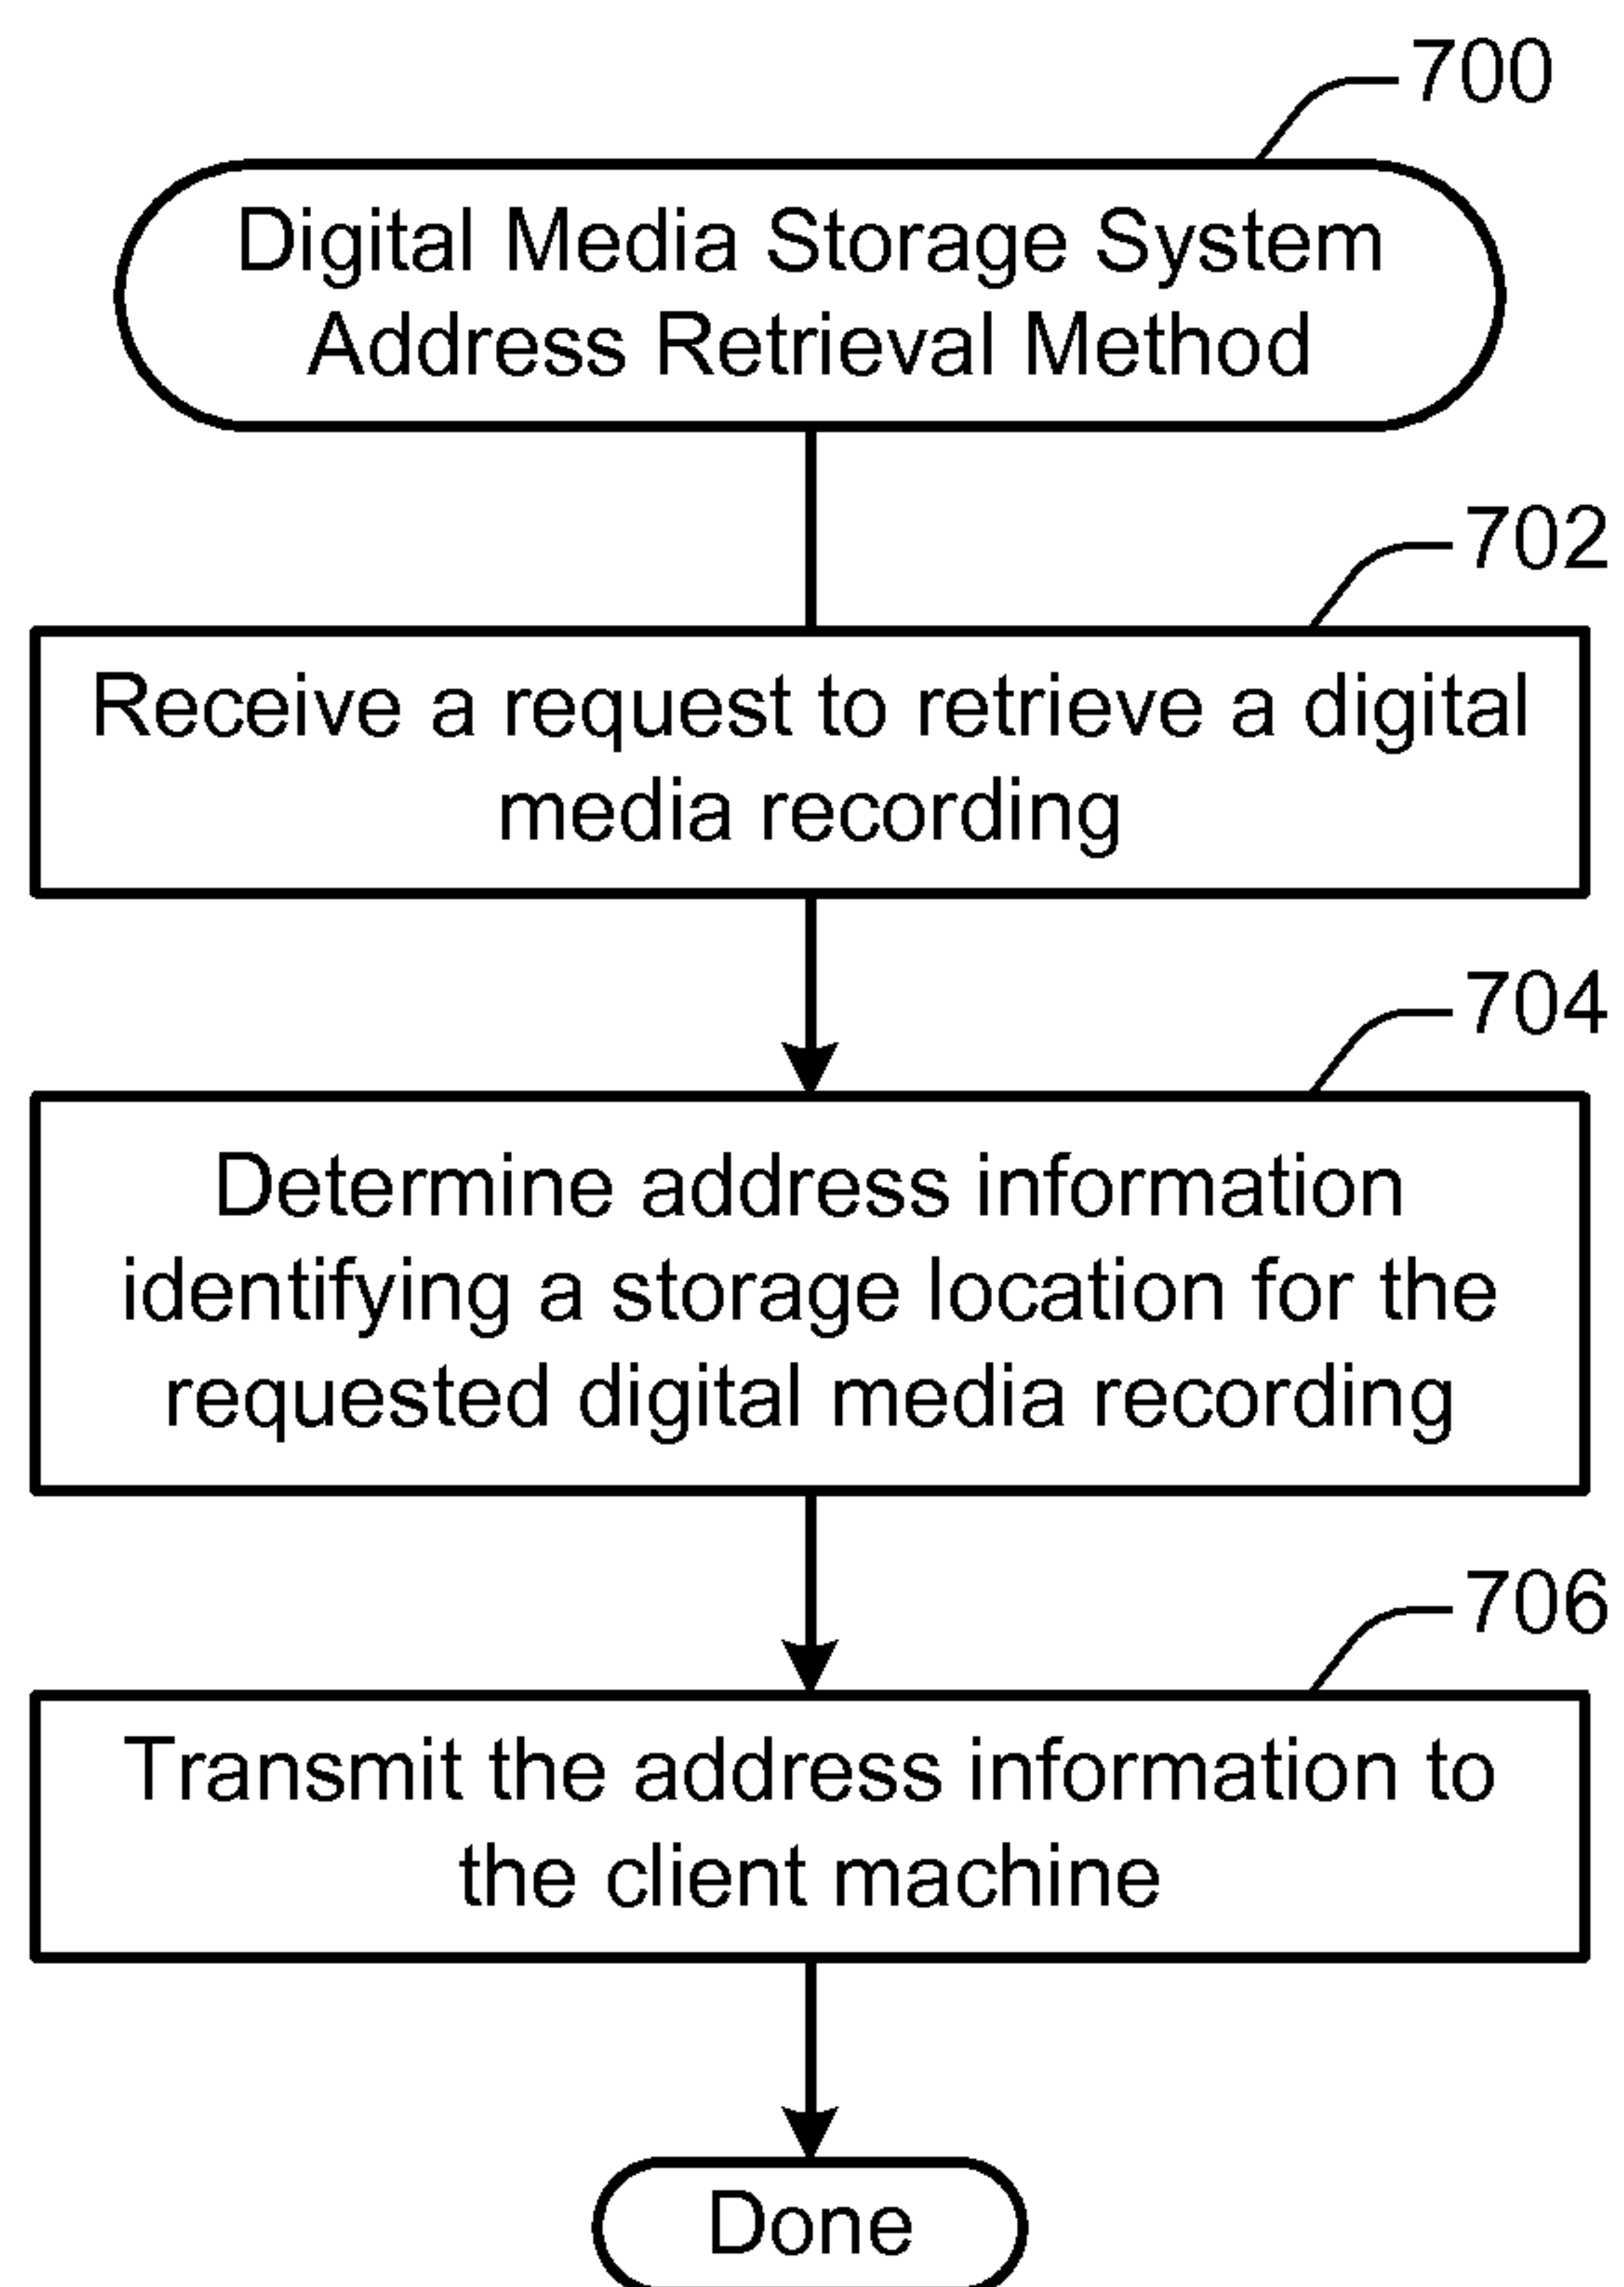 700
Digital Media Storage System
Address Retrieval Method
702
Receive a request to retrieve a digital
media recording
704
Determine address information
identifying a storage location for the
requested digital media recording
706
Transmit the address information to
the client machine
Done